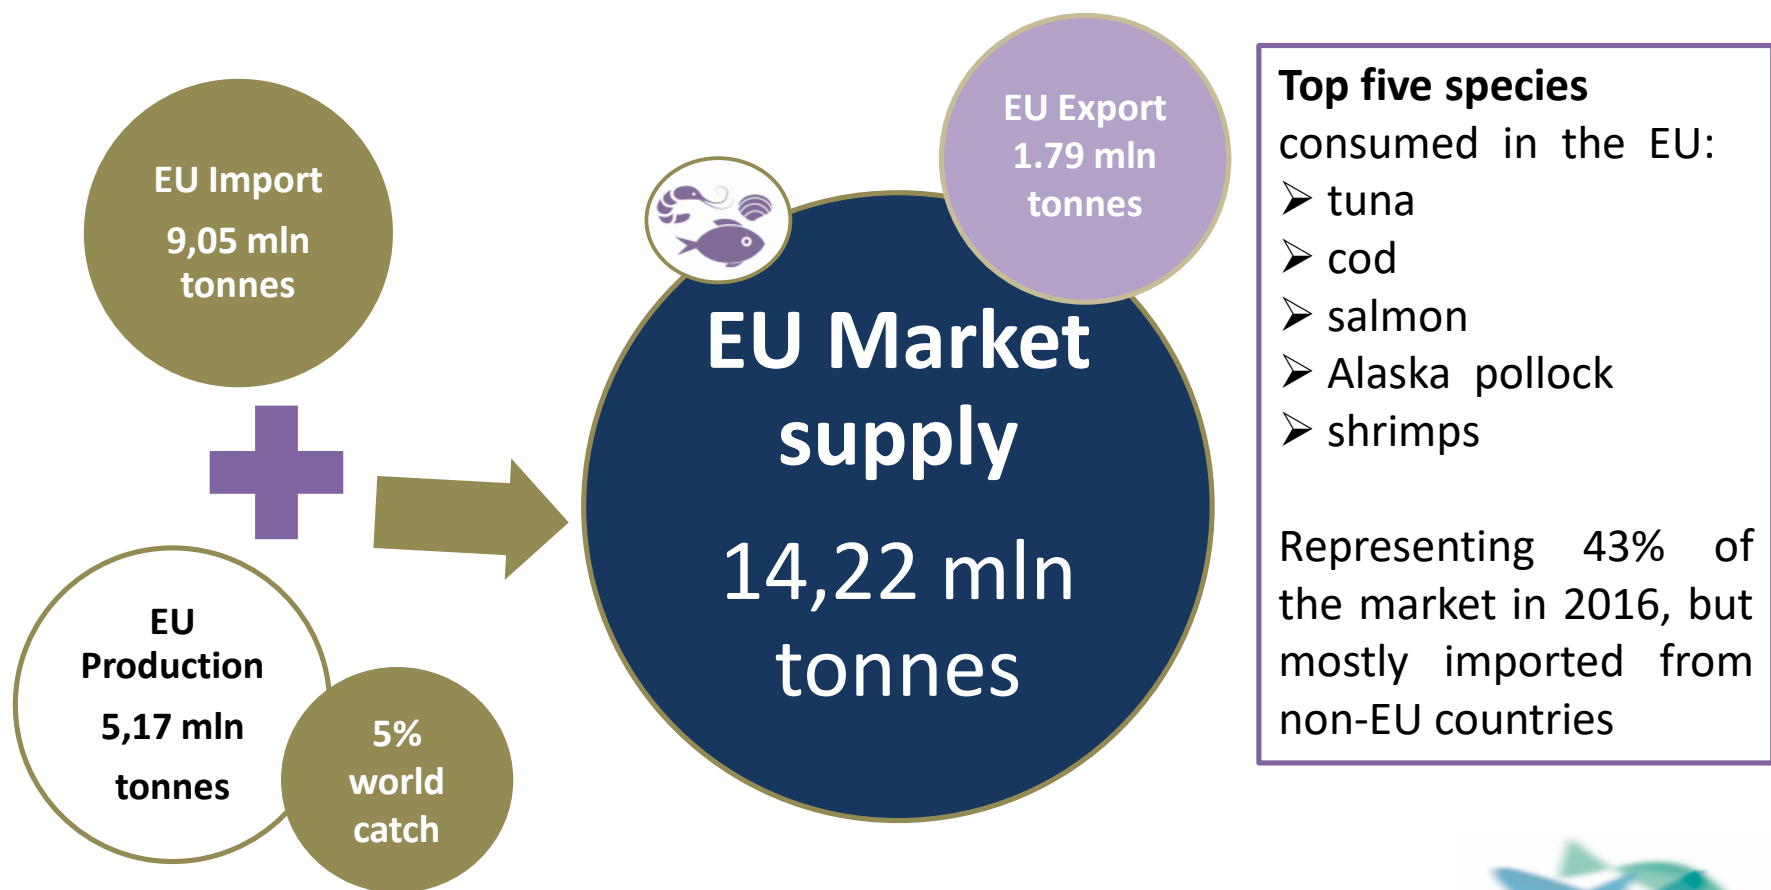 EU Import
9,05 mln
tonnes
EU
Production
5,17 mln
tonnes
5%
world
catch
EU Market
supply
14,22 mln
tonnes
EU Export
1.79 mln
tonnes
Top five species
consumed in the EU:
➢ tuna
➢ cod
➢ salmon
➢ Alaska pollock
➢ shrimps
Representing 43% of
the market in 2016, but
mostly imported from
non-EU countries